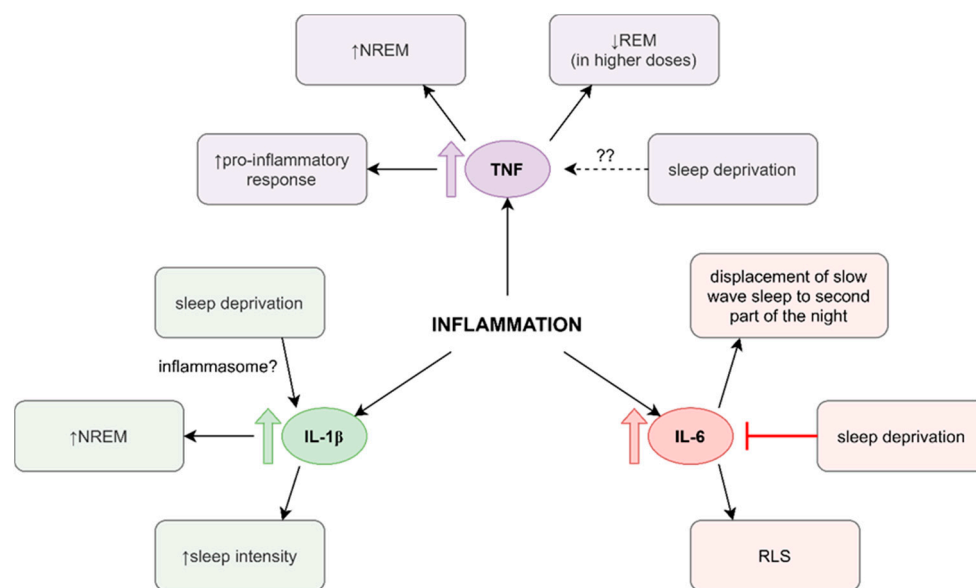 ↑NREM
↓REM
(in higher doses)
↑pro-inflammatory
response
TNF
??
sleep deprivation
sleep deprivation
displacement of slow
wave sleep to second
part of the night
INFLAMMATION
inflammasome?
↑NREM
IL-1β
IL-6
sleep deprivation
↑sleep intensity
RLS